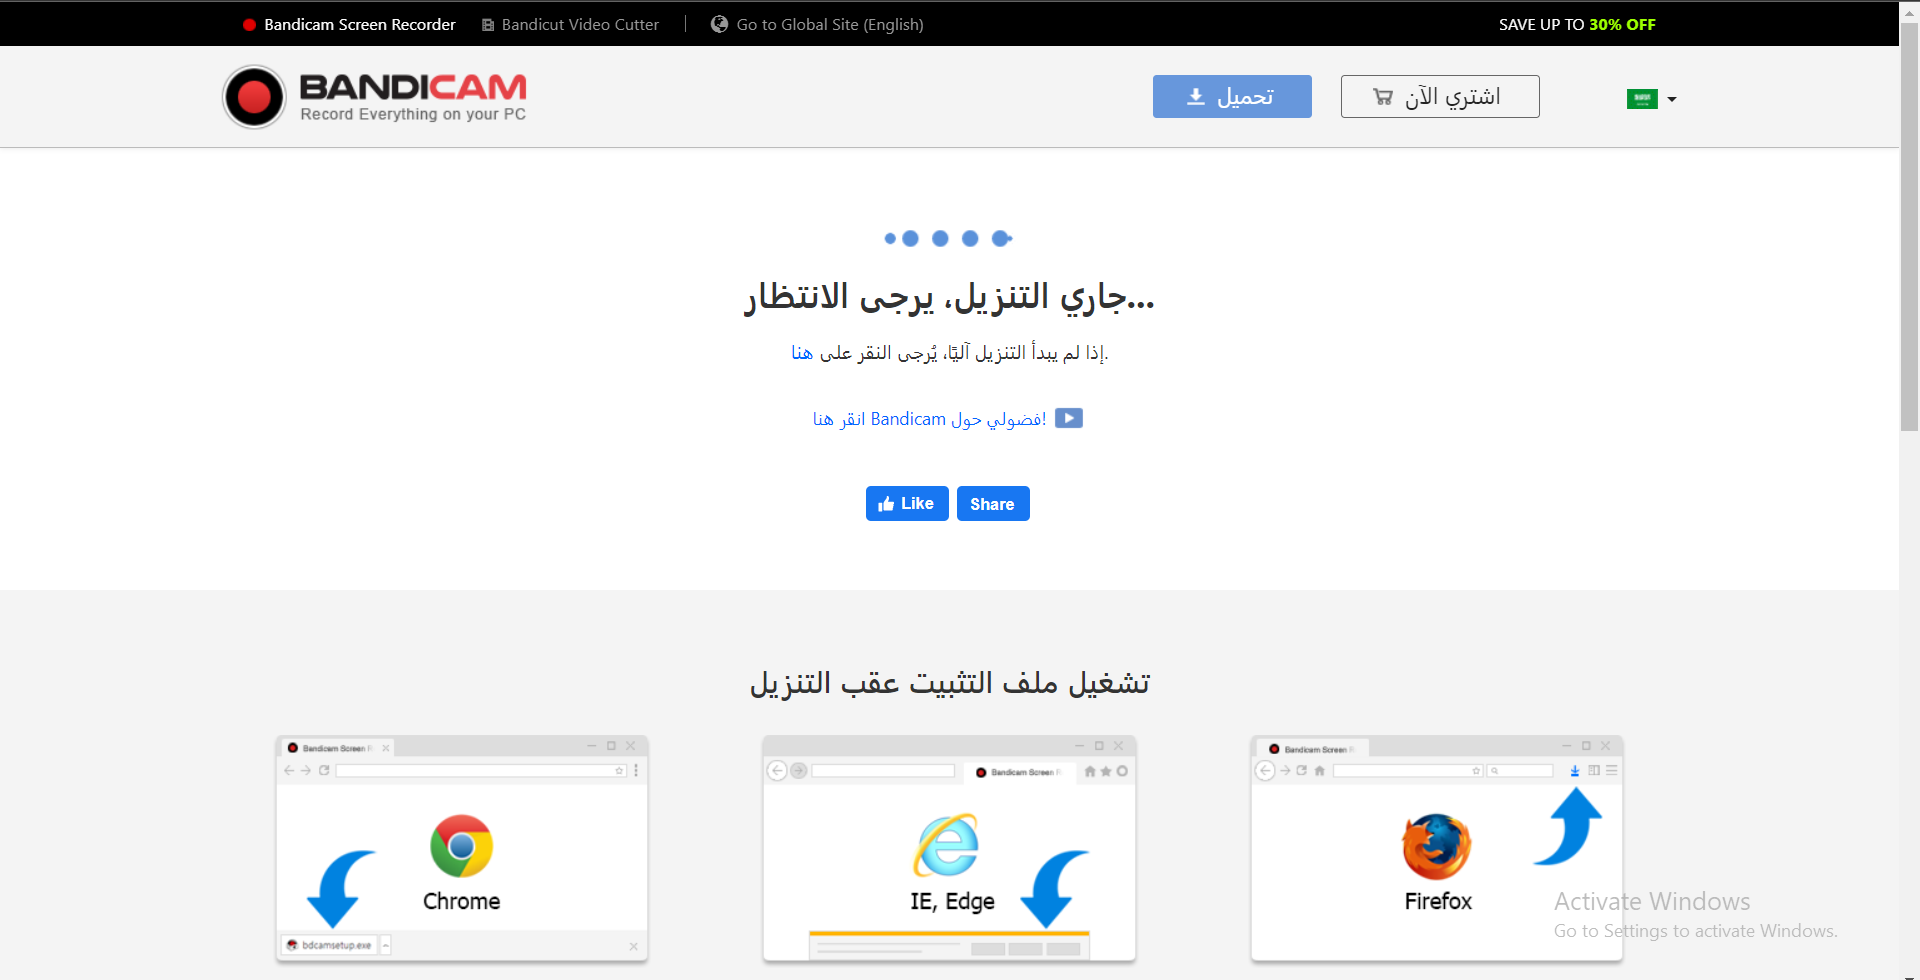 Bandicam Screen Recorder
Bandicut Video Cutter
Go to Global Site (English)
SAVE UP TO 30% OFF
BANDICAM
Record Everything on your PC
تحميل
اشتري الآن
جاري التنزيل، يرجى الانتظار...
إذا لم يبدأ التنزيل آليًا، يُرجى النقر على هنا.
فضولي حول Bandicam انقر هنا!
Like
Share
تشغيل ملف التثبيت عقب التنزيل
Bandicam Screen R
Chrome
bdcamsetup.exe
Bandicam Screen R
IE, Edge
Bandicam Screen R
Firefox
Activate Windows
Go to Settings to activate Windows.